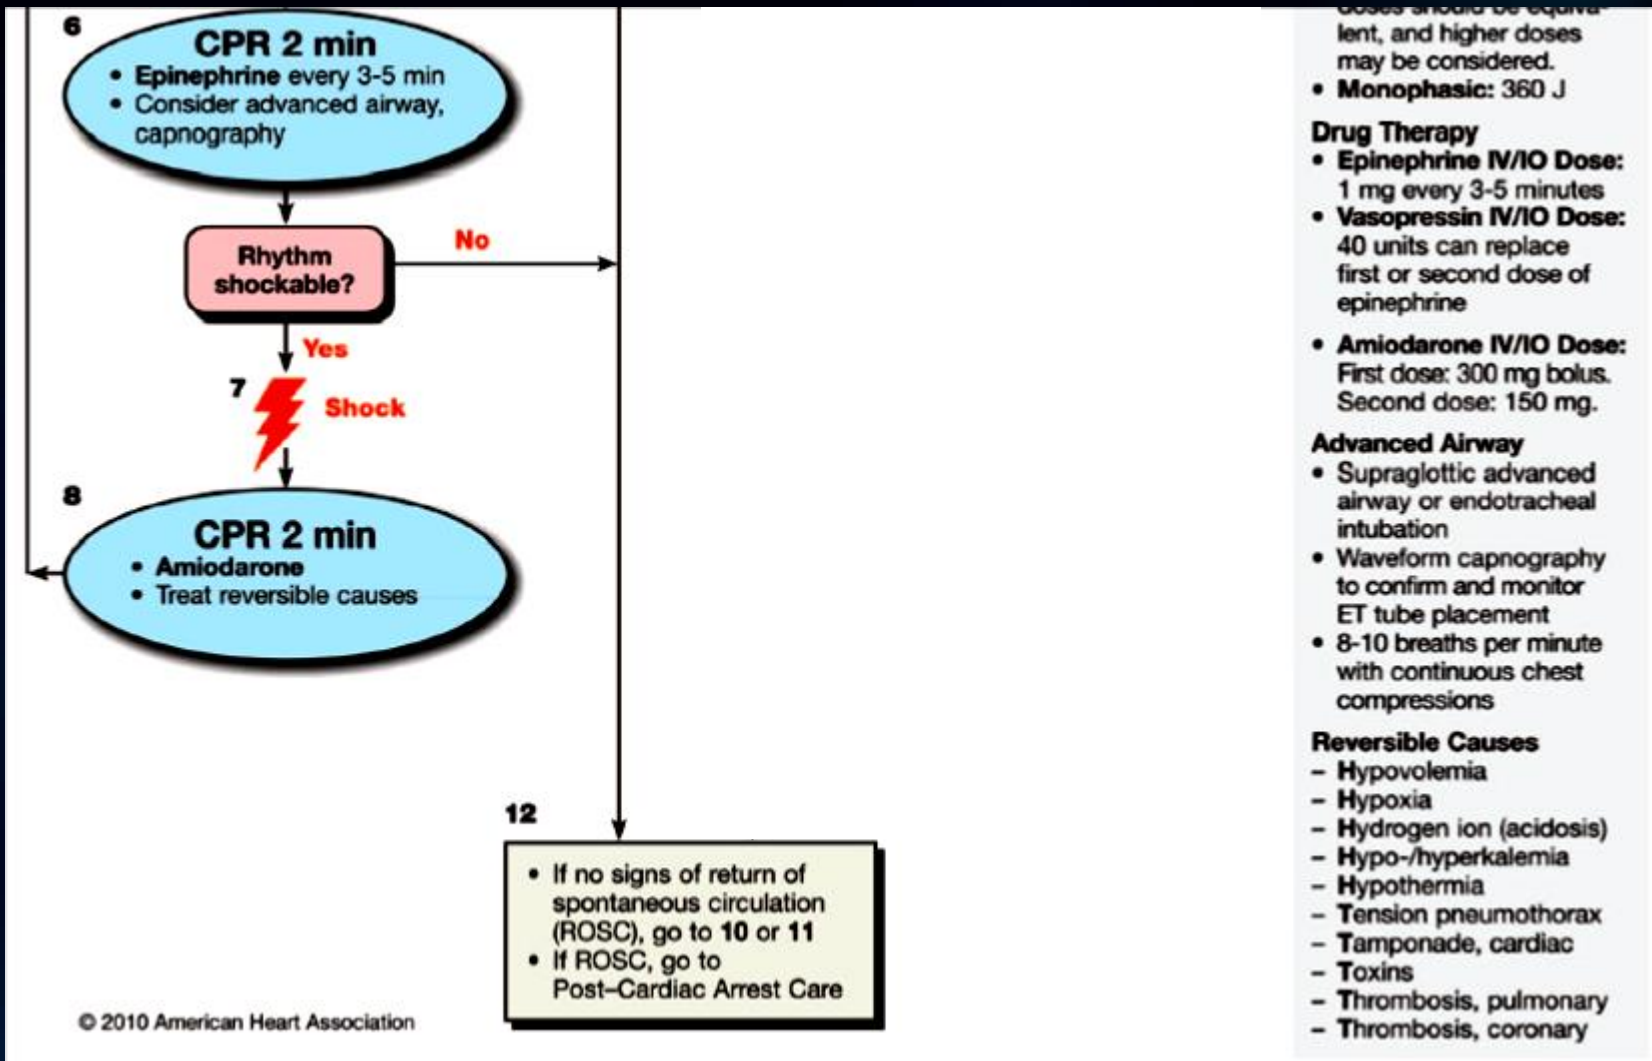 6
CPR 2 min
• Epinephrine every 3-5 min
• Consider advanced airway,
capnography
Rhythm
shockable?
No
Yes
7
Shock
8
CPR 2 min
• Amiodarone
• Treat reversible causes
12
• If no signs of return of
spontaneous circulation
(ROSC), go to 10 or 11
• If ROSC, go to
Post–Cardiac Arrest Care
© 2010 American Heart Association
doses should be equiva-
lent, and higher doses
may be considered.
• Monophasic: 360 J
Drug Therapy
• Epinephrine IV/IO Dose:
1 mg every 3-5 minutes
• Vasopressin IV/IO Dose:
40 units can replace
first or second dose of
epinephrine
• Amiodarone IV/IO Dose:
First dose: 300 mg bolus.
Second dose: 150 mg.
Advanced Airway
• Supraglottic advanced
airway or endotracheal
intubation
• Waveform capnography
to confirm and monitor
ET tube placement
• 8-10 breaths per minute
with continuous chest
compressions
Reversible Causes
– Hypovolemia
– Hypoxia
– Hydrogen ion (acidosis)
– Hypo-/hyperkalemia
– Hypothermia
– Tension pneumothorax
– Tamponade, cardiac
– Toxins
– Thrombosis, pulmonary
– Thrombosis, coronary